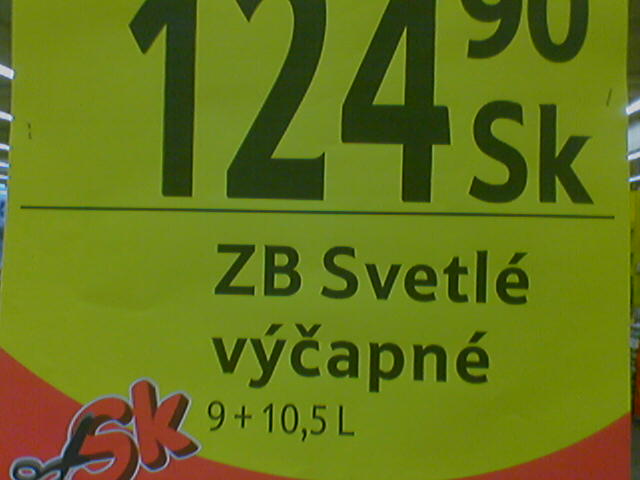 124 90
Sk
ZB Svetlé
výčapné
9 + 10,5 L
Sk